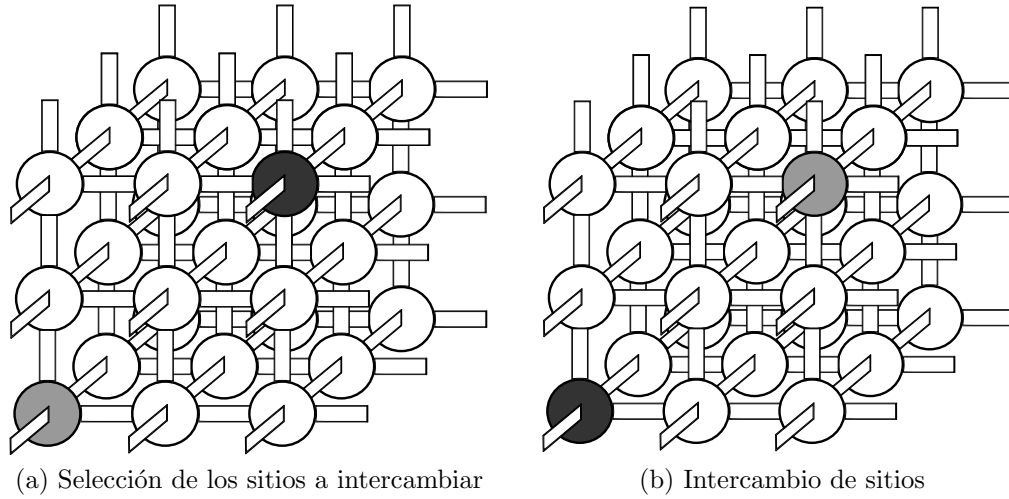 (a) Selección de los sitios a intercambiar
(b) Intercambio de sitios